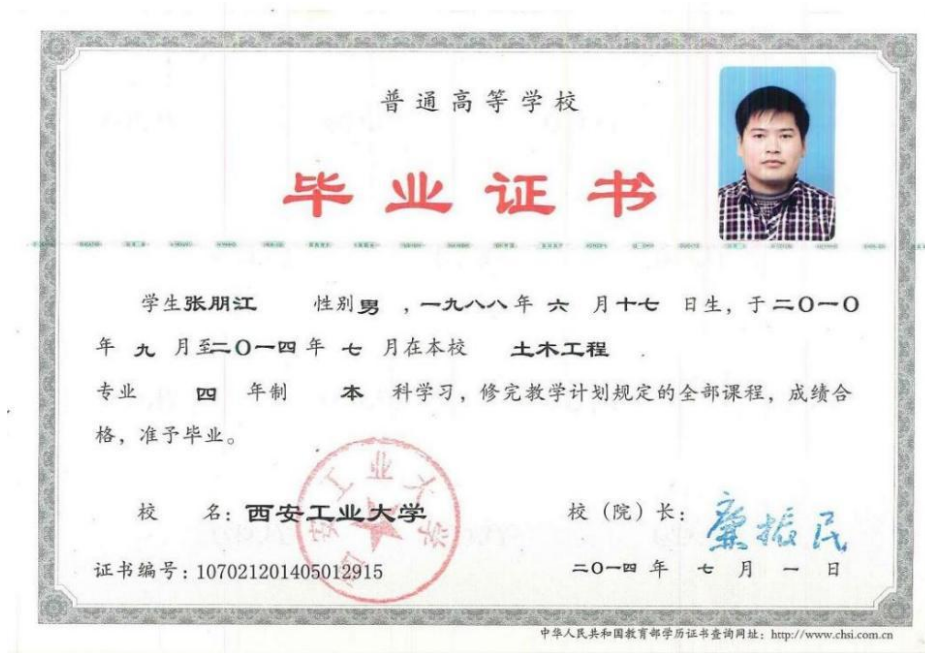 普通高等学校
毕业证书
学生张朋江 性别男 ，一九八八年 六 月十七 日生，于二〇一〇
年 九 月至二〇一四年 七 月在本校 土木工程
专业 四 年制 本 科学习，修完教学计划规定的全部课程，成绩合
格，准予毕业。
校 名：西安工业大学
校（院）长：
证书编号：107021201405012915
二〇一四 年 七 月 一 日
中华人民共和国教育部学历证书查询网址：http://www.chsi.com.cn